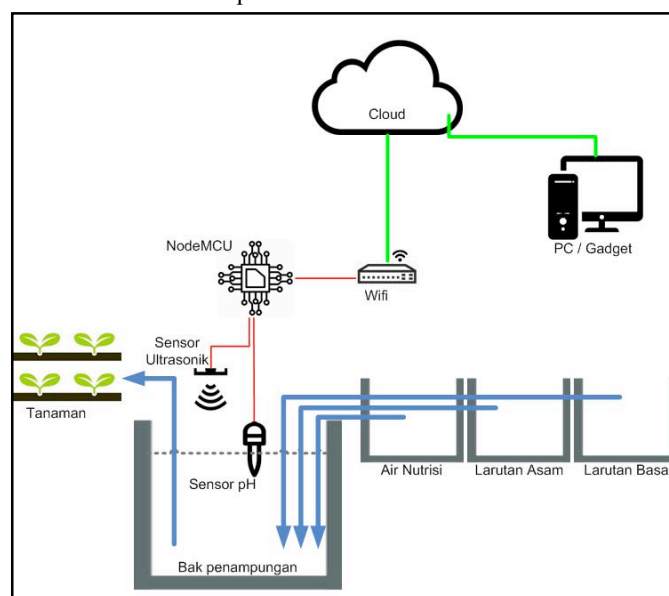 Cloud
PC / Gadget
NodeMCU
Wifi
Sensor
Ultrasonik
Tanaman
Sensor pH
Air Nutrisi
Larutan Asam
Larutan Basa
Bak penampungan